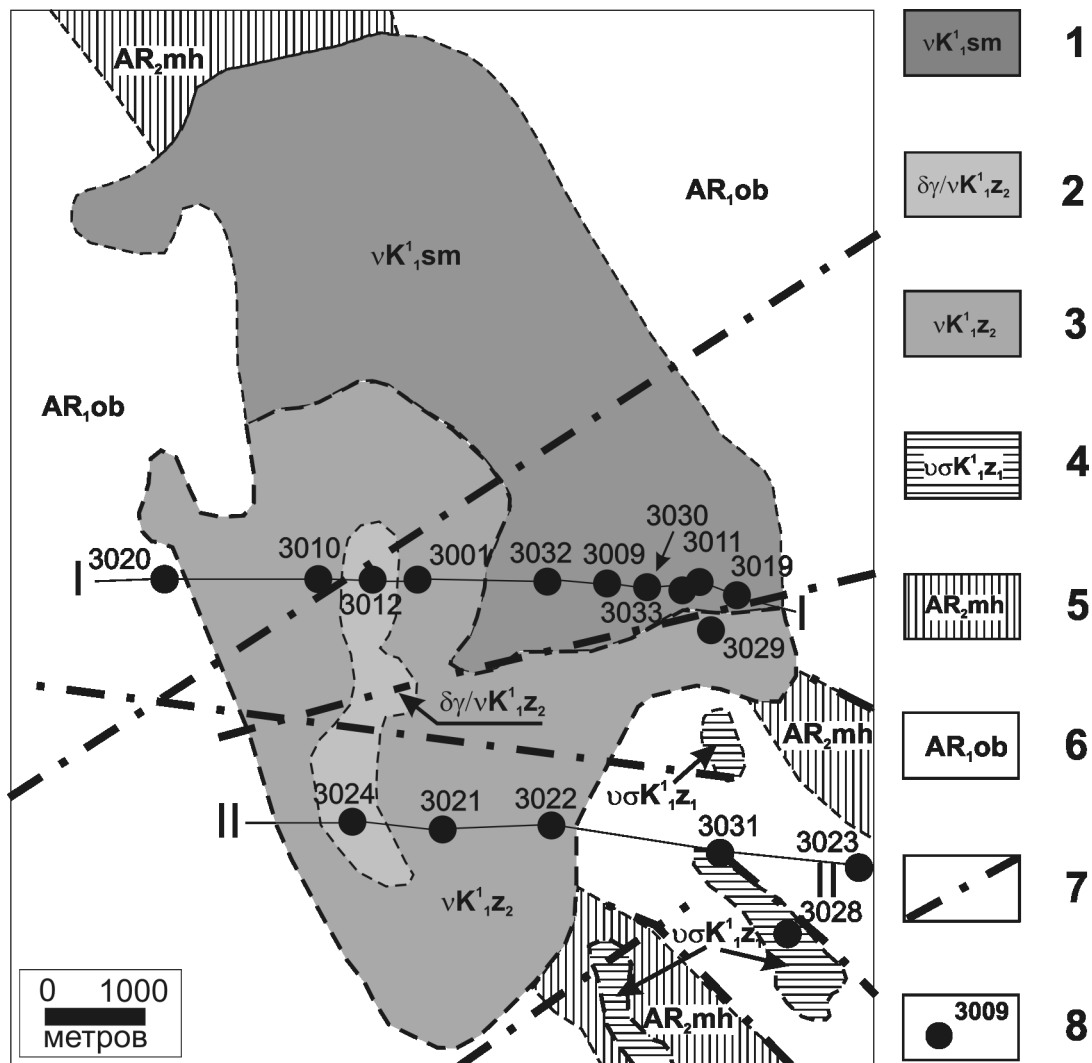 AR₂mh
AR₁ob
νK¹₁sm
AR₁ob
3030
3011
3020
3010
3001
3032
3009
3019
I
3012
3033
I
3029
δγ/νK¹₁z₂
AR₂mh
υσK¹₁z₁
3024
3021
3022
3031
3023
II
II
3028
νK¹₁z₂
υσK¹₁z₁
AR₂mh
0 1000
метров
νK¹₁sm 1
δγ/νK¹₁z₂ 2
νK¹₁z₂ 3
υσK¹₁z₁ 4
AR₂mh 5
AR₁ob 6
7
3009 8